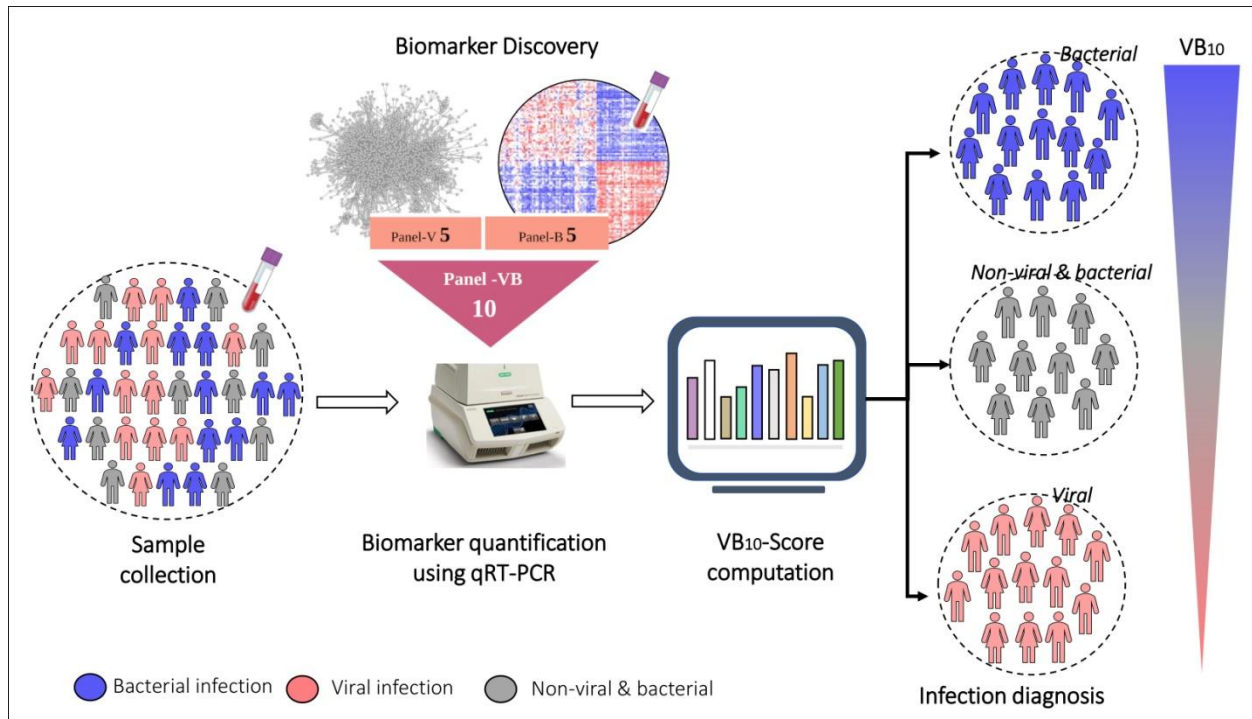 Biomarker Discovery
Panel-V 5
Panel-B 5
Panel -VB
10
Sample
collection
Biomarker quantification
using qRT-PCR
VB10-Score
computation
Bacterial
Non-viral & bacterial
Viral
VB10
Infection diagnosis
Bacterial infection
Viral infection
Non-viral & bacterial